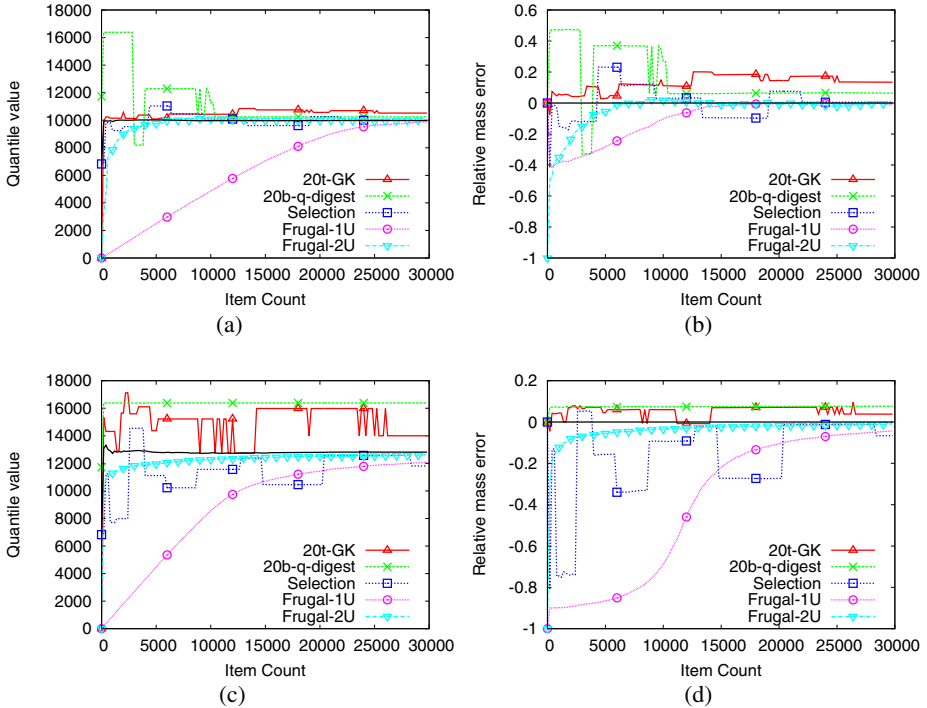 18000
16000
14000
12000
10000
8000
6000
4000
2000
0
Quantile value
20t-GK
20b-q-digest
Selection
Frugal-1U
Frugal-2U
0 5000 10000 15000 20000 25000 30000
Item Count
(a)
0.6
0.4
0.2
0
-0.2
-0.4
-0.6
-0.8
-1
Relative mass error
20t-GK
20b-q-digest
Selection
Frugal-1U
Frugal-2U
0 5000 10000 15000 20000 25000 30000
Item Count
(b)
18000
16000
14000
12000
10000
8000
6000
4000
2000
0
Quantile value
20t-GK
20b-q-digest
Selection
Frugal-1U
Frugal-2U
0 5000 10000 15000 20000 25000 30000
Item Count
(c)
0.2
0
-0.2
-0.4
-0.6
-0.8
-1
Relative mass error
20t-GK
20b-q-digest
Selection
Frugal-1U
Frugal-2U
0 5000 10000 15000 20000 25000 30000
Item Count
(d)